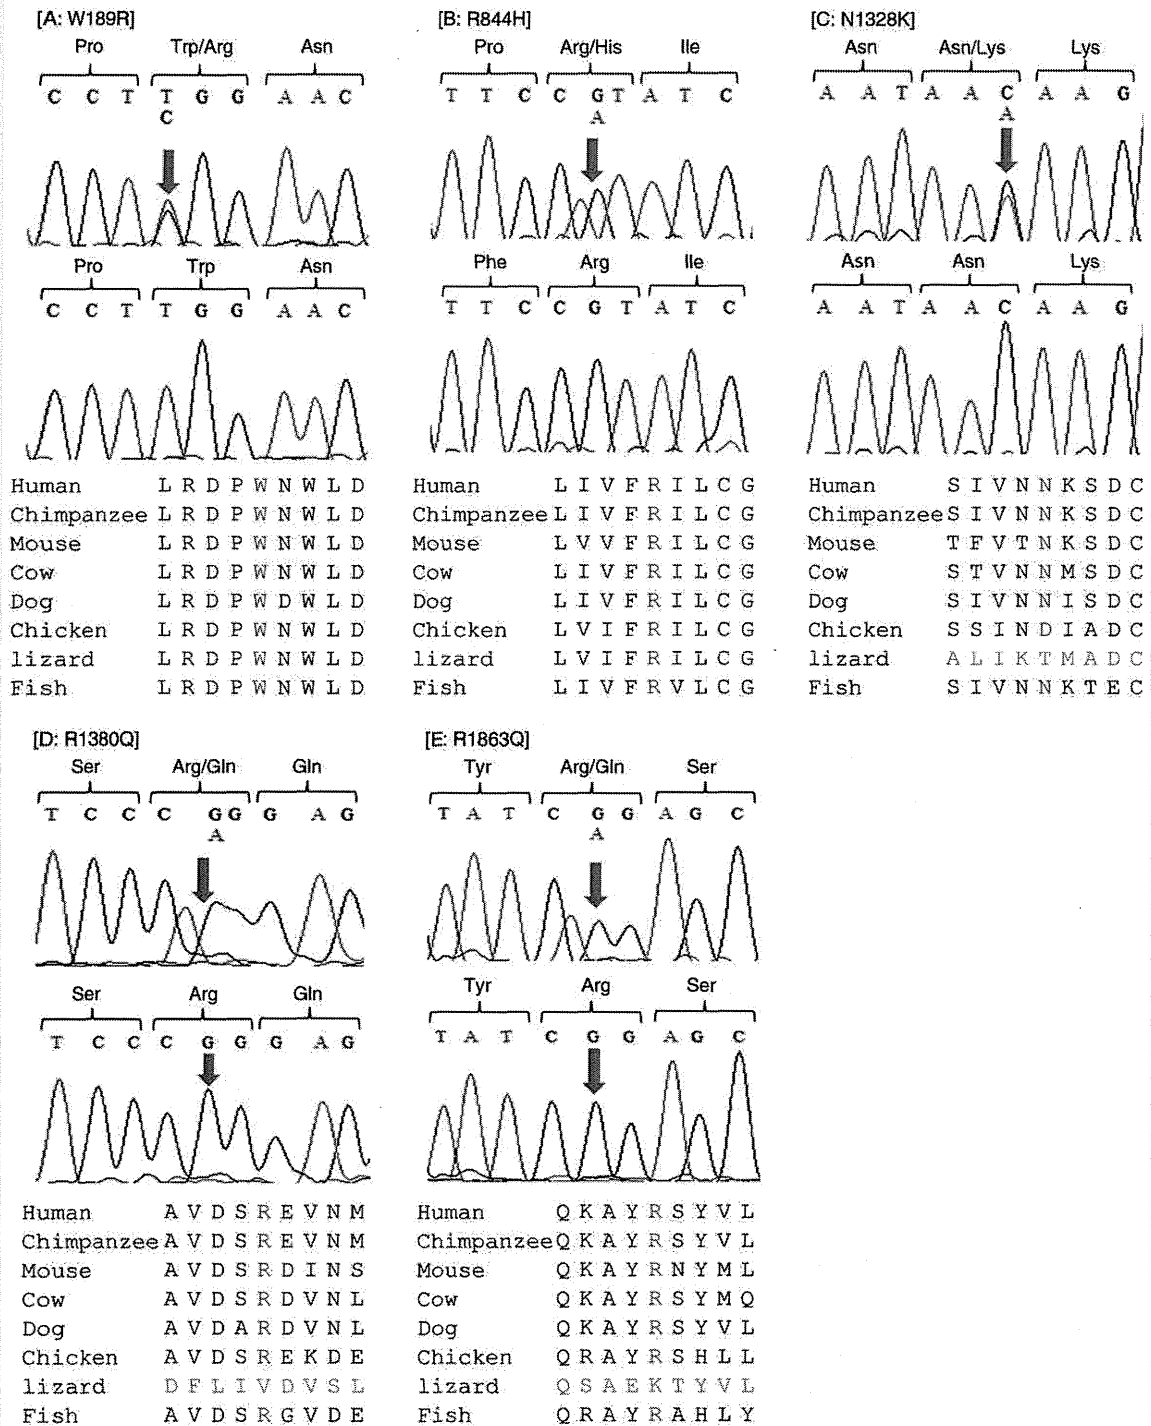 [A: W189R]
Pro Trp/Arg Asn
C C T T G G A A C
C
Pro Trp Asn
C C T T G G A A C
Human L R D P W N W L D
Chimpanzee L R D P W N W L D
Mouse L R D P W N W L D
Cow L R D P W N W L D
Dog L R D P W D W L D
Chicken L R D P W N W L D
lizard L R D P W N W L D
Fish L R D P W N W L D
[B: R844H]
Pro Arg/His Ile
T T C C G T A T C
A
Phe Arg Ile
T T C C G T A T C
Human L I V F R I L C G
Chimpanzee L I V F R I L C G
Mouse L V V F R I L C G
Cow L I V F R I L C G
Dog L I V F R I L C G
Chicken L V I F R I L C G
lizard L V I F R I L C G
Fish L I V F R V L C G
[C: N1328K]
Asn Asn/Lys Lys
A A T A A C A A G
A
Asn Asn Lys
A A T A A C A A G
Human S I V N N K S D C
Chimpanzee S I V N N K S D C
Mouse T F V T N K S D C
Cow S T V N N M S D C
Dog S I V N N I S D C
Chicken S S I N D I A D C
lizard A L I K T M A D C
Fish S I V N N K T E C
[D: R1380Q]
Ser Arg/Gln Gln
T C C C G G G A G
A
Ser Arg Gln
T C C C G G G A G
Human A V D S R E V N M
Chimpanzee A V D S R E V N M
Mouse A V D S R D I N S
Cow A V D S R D V N L
Dog A V D A R D V N L
Chicken A V D S R E K D E
lizard D F L I V D V S L
Fish A V D S R G V D E
[E: R1863Q]
Tyr Arg/Gln Ser
T A T C G G A G C
A
Tyr Arg Ser
T A T C G G A G C
Human Q K A Y R S Y V L
Chimpanzee Q K A Y R S Y V L
Mouse Q K A Y R N Y M L
Cow Q K A Y R S Y M Q
Dog Q K A Y R S Y V L
Chicken Q R A Y R S H L L
lizard Q S A E K T Y V L
Fish Q R A Y R A H L Y